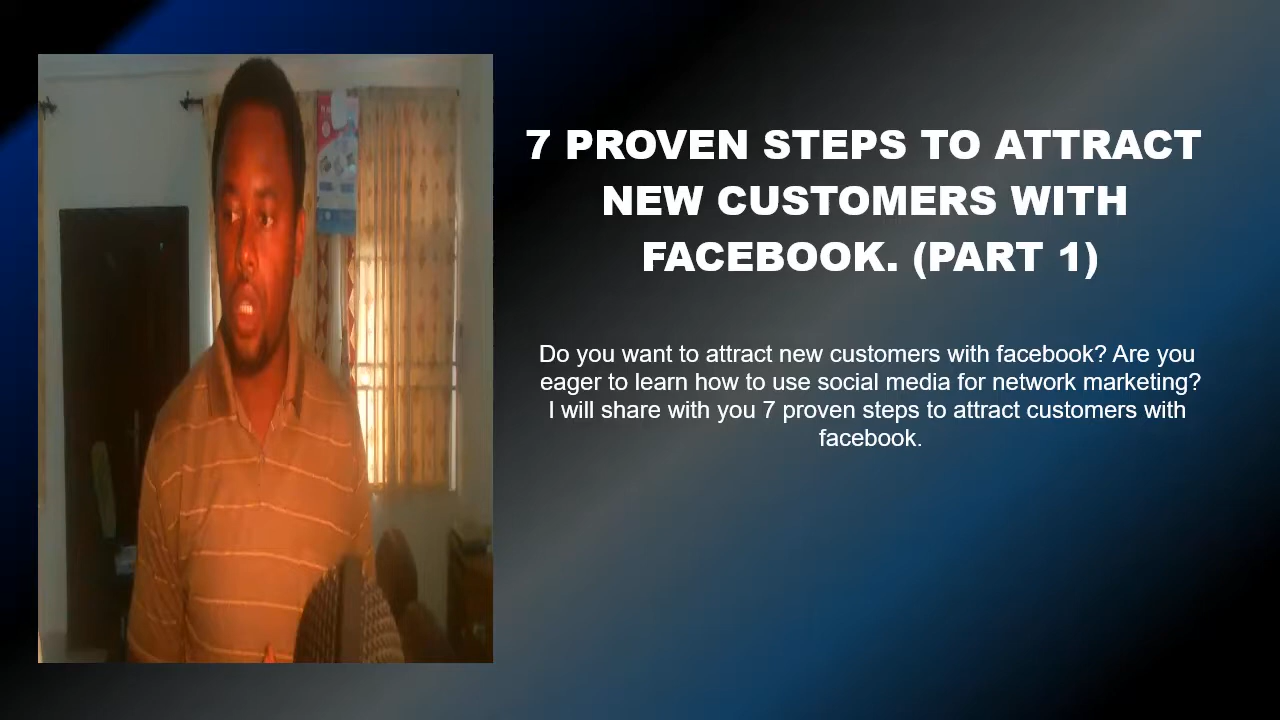 7 PROVEN STEPS TO ATTRACT
NEW CUSTOMERS WITH
FACEBOOK. (PART 1)
Do you want to attract new customers with facebook? Are you
eager to learn how to use social media for network marketing?
I will share with you 7 proven steps to attract customers with
facebook.